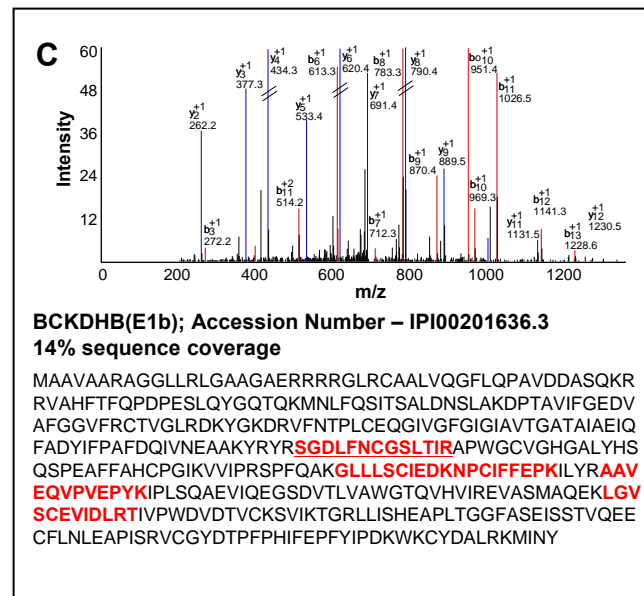 C
60
48
36
24
12
Intensity
0
200
400
600
800
1000
1200
m/z
y2+1
262.2
b3+1
272.2
y3+1
377.3
y4+1
434.3
b11+2
514.2
y5+1
533.4
b6+1
613.3
y6+1
620.4
y7+1
691.4
b7+1
712.3
b8+1
783.3
y8+1
790.4
b9+1
870.4
y9+1
889.5
bo10+1
951.4
b10+1
969.3
b11+1
1026.5
y11+1
1131.5
b12+1
1141.3
b13+1
1228.6
y12+1
1230.5
BCKDHB(E1b); Accession Number – IPI00201636.3
14% sequence coverage
MAAVAARAGGLLRLGAAGAERRRRGLRCAALVQGFLQPAVDDASQKR
RVAHFTFQPDPESLQYGQTQKMNLFQSITSALDNSLAKDPTAVIFGEDV
AFGGVFRCTVGLRDKYGKDRVFNTPLCEQGIVGFGIGIAVTGATAIAEIQ
FADYIFPAFDQIVNEAAKYRYRSGDLFNCGSLTIRAPWGCVGHGALYHS
QSPEAFFAHCPGIKVVIPRSPFQAKGLLLSCIEDKNPCIFFEPKILYRAAV
EQVPVEPYKIPLSQAEVIQEGSDVTLVAWGTQVHVIREVASMAQEKLGV
SCEVIDLRTIVPWDVDTVCKSVIKTGRLLISHEAPLTGGFASEISSTVQEE
CFLNLEAPISRVCGYDTPFPHIFEPFYIPDKWKCYDALRKMINY